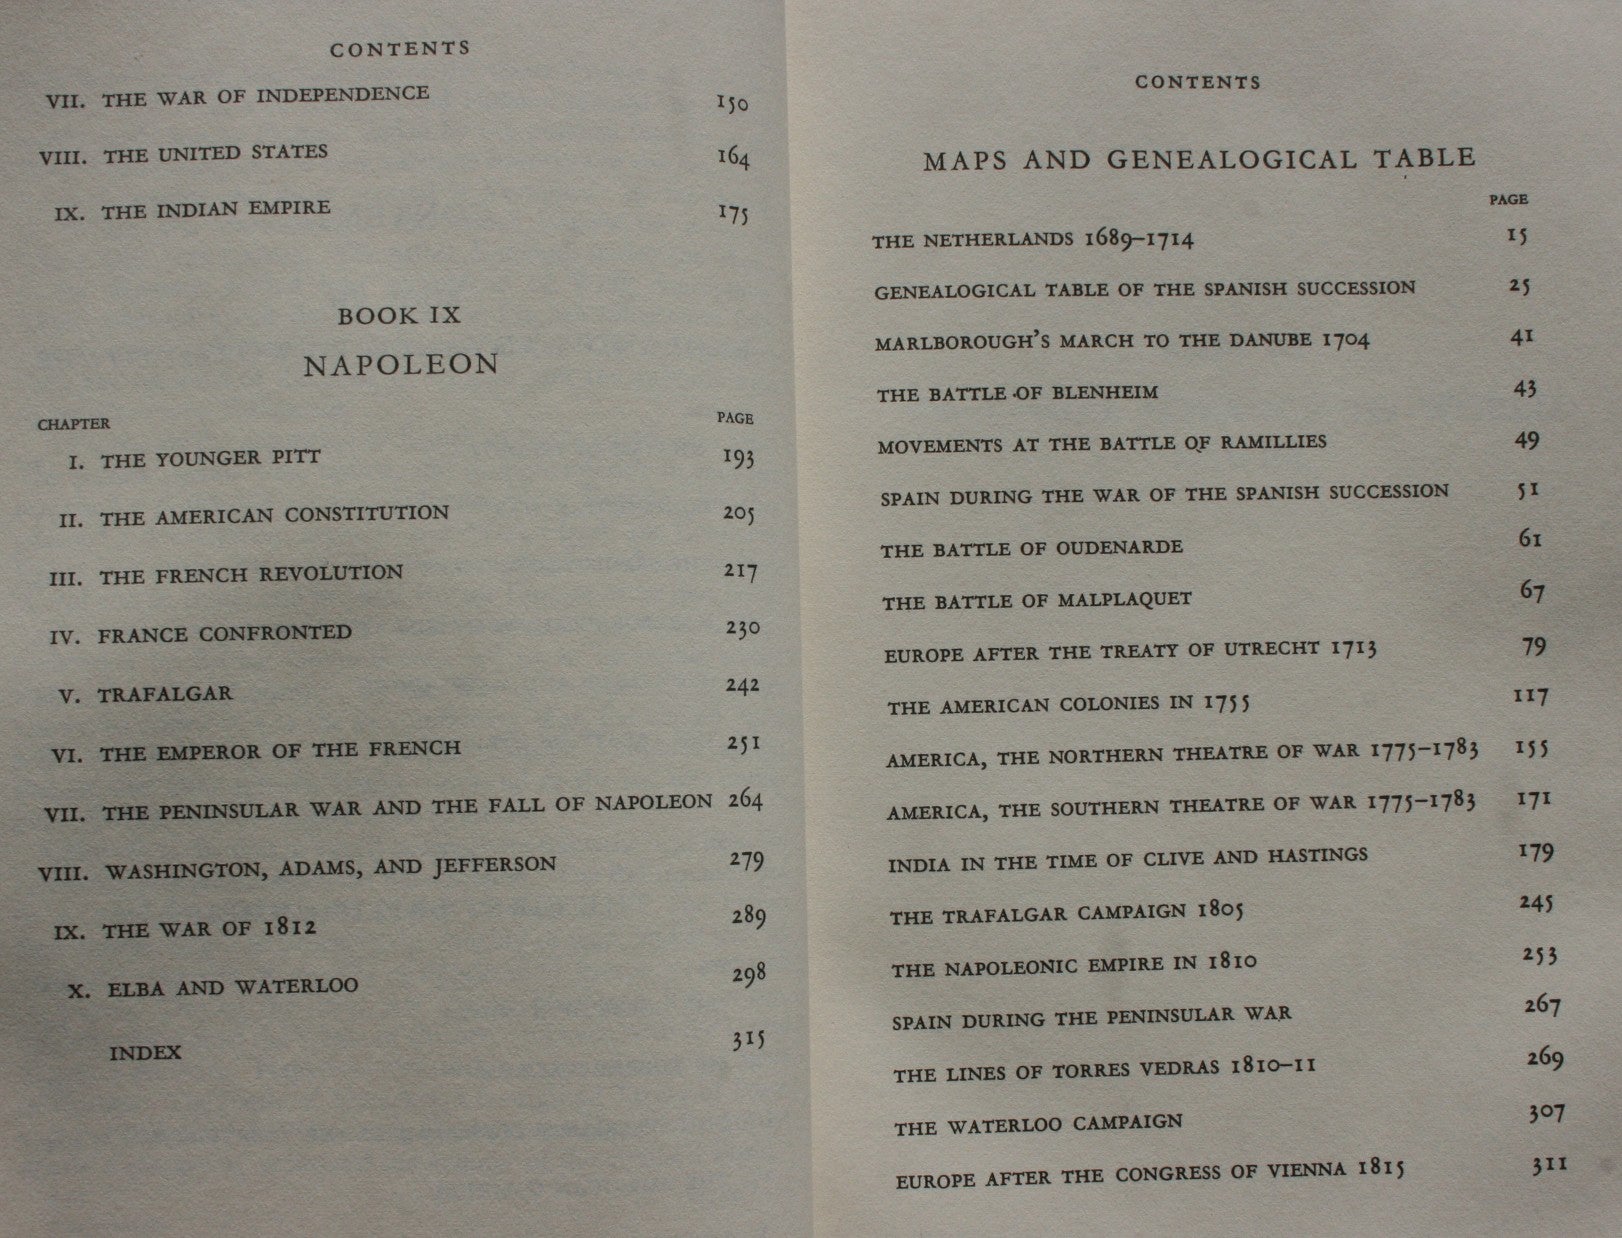 CONTENTS
VII. THE WAR OF INDEPENDENCE 150
VIII. THE UNITED STATES 164
IX. THE INDIAN EMPIRE 175
BOOK IX
NAPOLEON
CHAPTER PAGE
I. THE YOUNGER PITT 193
II. THE AMERICAN CONSTITUTION 205
III. THE FRENCH REVOLUTION 217
IV. FRANCE CONFRONTED 230
V. TRAFALGAR 242
VI. THE EMPEROR OF THE FRENCH 251
VII. THE PENINSULAR WAR AND THE FALL OF NAPOLEON 264
VIII. WASHINGTON, ADAMS, AND JEFFERSON 279
IX. THE WAR OF 1812 289
X. ELBA AND WATERLOO 298
INDEX 315
CONTENTS
MAPS AND GENEALOGICAL TABLE
PAGE
THE NETHERLANDS 1689–1714 15
GENEALOGICAL TABLE OF THE SPANISH SUCCESSION 25
MARLBOROUGH'S MARCH TO THE DANUBE 1704 41
THE BATTLE OF BLENHEIM 43
MOVEMENTS AT THE BATTLE OF RAMILLIES 49
SPAIN DURING THE WAR OF THE SPANISH SUCCESSION 51
THE BATTLE OF OUDENARDE 61
THE BATTLE OF MALPLAQUET 67
EUROPE AFTER THE TREATY OF UTRECHT 1713 79
THE AMERICAN COLONIES IN 1755 117
AMERICA, THE NORTHERN THEATRE OF WAR 1775–1783 155
AMERICA, THE SOUTHERN THEATRE OF WAR 1775–1783 171
INDIA IN THE TIME OF CLIVE AND HASTINGS 179
THE TRAFALGAR CAMPAIGN 1805 245
THE NAPOLEONIC EMPIRE IN 1810 253
SPAIN DURING THE PENINSULAR WAR 267
THE LINES OF TORRES VEDRAS 1810–11 269
THE WATERLOO CAMPAIGN 307
EUROPE AFTER THE CONGRESS OF VIENNA 1815 311